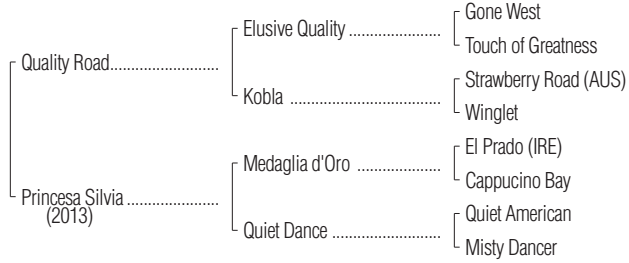 Gone West
Elusive Quality ..................
Touch of Greatness
Quality Road......................
Strawberry Road (AUS)
Kobla ..............................
Winglet
El Prado (IRE)
Medaglia d'Oro ................
Cappucino Bay
Princesa Silvia ..................
(2013)
Quiet American
Quiet Dance .....................
Misty Dancer